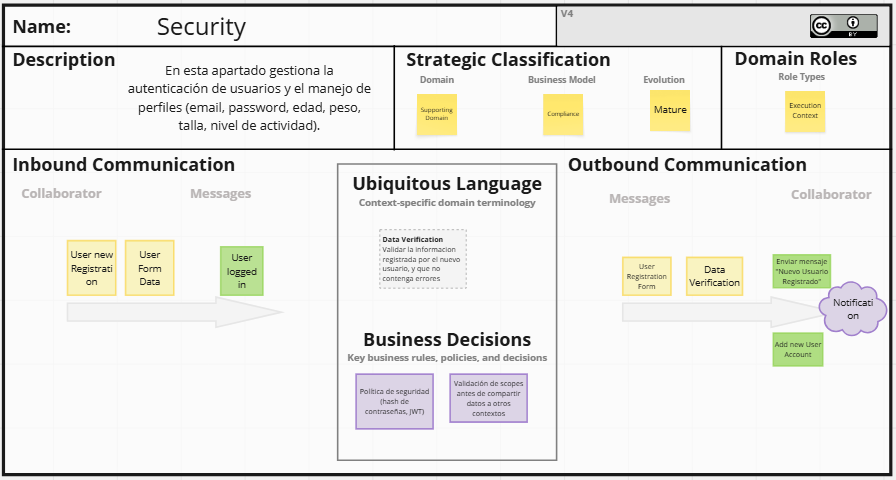 Name:
Security
V4
CC
BY
Description
En esta apartado gestiona la
autenticación de usuarios y el manejo de
perfiles (email, password, edad, peso,
talla, nivel de actividad).
Strategic Classification
Domain
Business Model
Evolution
Supporting
Domain
Compliance
Mature
Domain Roles
Role Types
Execution
Context
Inbound Communication
Collaborator
Messages
User new
Registrati
on
User
Form
Data
User
logged
in
Ubiquitous Language
Context-specific domain terminology
Data Verification
Validar la informacion
registrada por el nuevo
usuario, y que no
contenga errores
Business Decisions
Key business rules, policies, and decisions
Política de seguridad
(hash de
contraseñas, JWT)
Validación de scopes
antes de compartir
datos a otros
contextos
Outbound Communication
Messages
Collaborator
User
Registration
Form
Data
Verification
Enviar mensaje
"Nuevo Usuario
Registrado"
Notificati
on
Add new User
Account